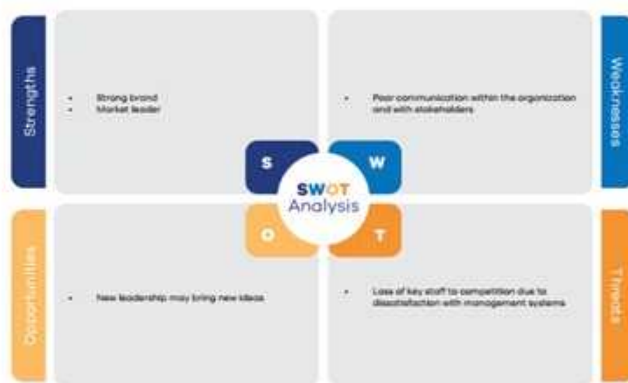 Strengths
• Strong brand
• Market leader
Weaknesses
• Poor communication within the organization
and with stakeholders
S
W
SWOT
Analysis
O
T
Opportunities
• New leadership may bring new ideas
Threats
• Loss of key staff to competition due to
dissatisfaction with management systems